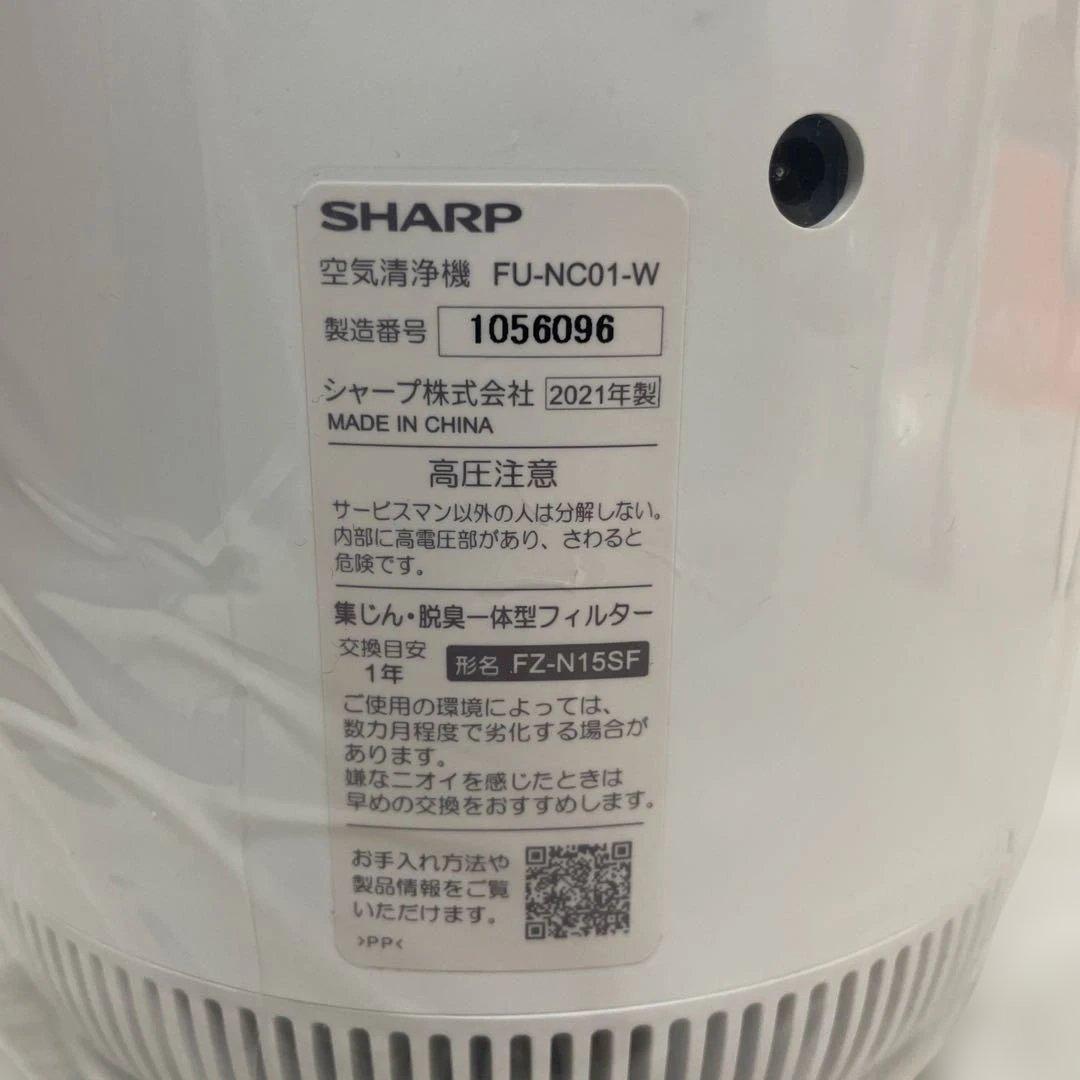 SHARP
空気清浄機 FU-NC01-W
製造番号 1056096
シャープ株式会社 2021年製
MADE IN CHINA
高圧注意
サービスマン以外の人は分解しない。
内部に高電圧部があり、さわると
危険です。
集じん・脱臭一体型フィルター
交換目安
1年
形名 FZ-N15SF
ご使用の環境によっては、
数カ月程度で劣化する場合が
あります。
嫌なニオイを感じたときは
早めの交換をおすすめします。
お手入れ方法や
製品情報をご覧
いただけます。
>PP<